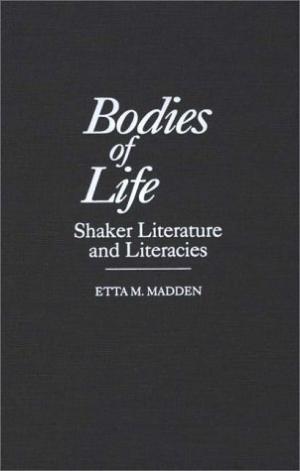 Bodies
of
Life
Shaker Literature
and Literacies
ETTA M. MADDEN